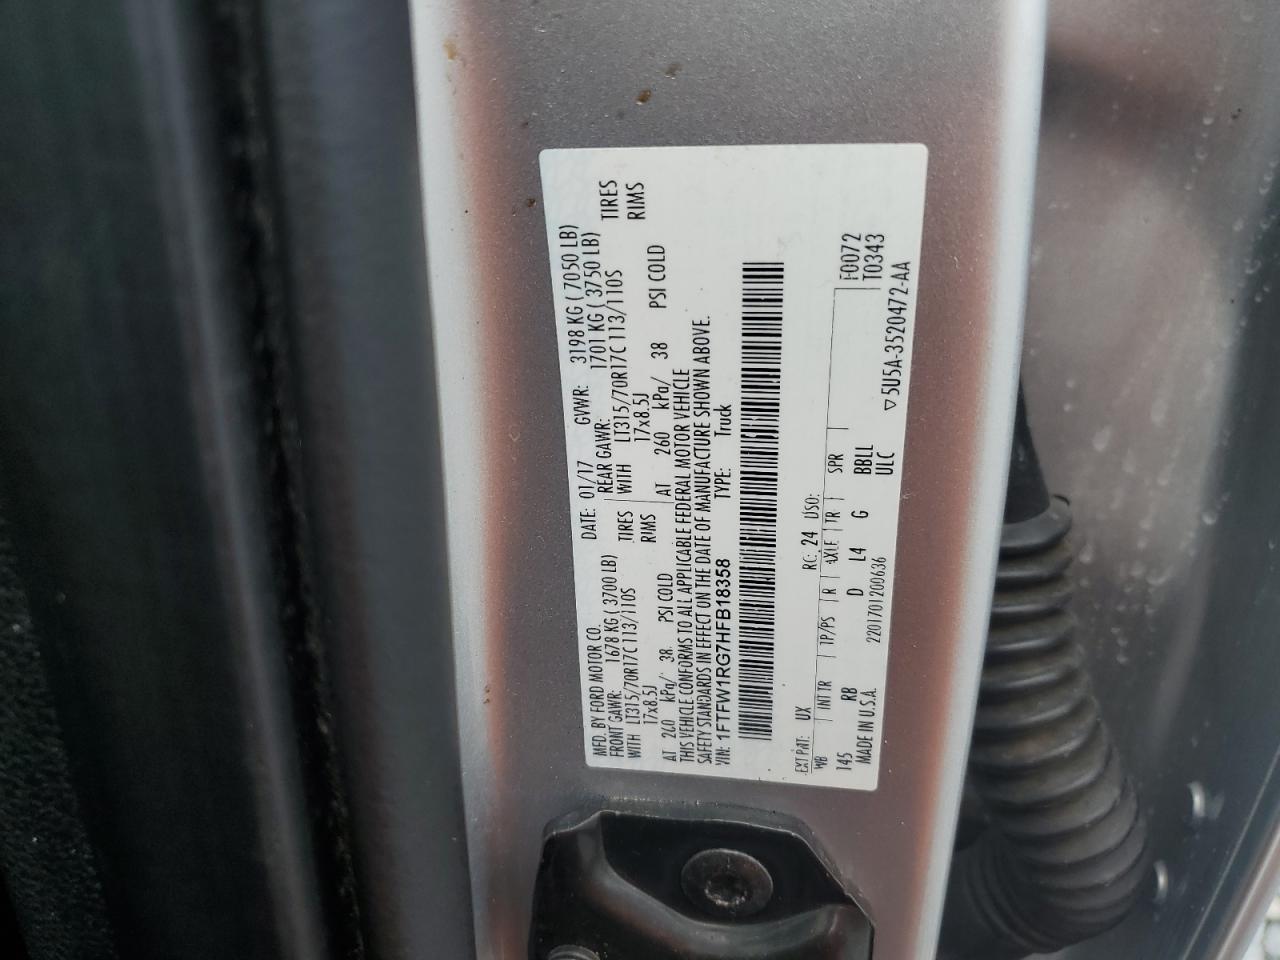 MFD. BY FORD MOTOR CO.
DATE: 01/17 GVWR: 3198 KG ( 7050 LB)
FRONT GAWR: 1678 KG ( 3700 LB) REAR GAWR: 1701 KG ( 3750 LB)
WITH LT315/70R17C 113/110S TIRES WITH LT315/70R17C 113/110S TIRES
17x8.5J RIMS 17x8.5J RIMS
AT 260 kPa/ 38 PSI COLD AT 260 kPa/ 38 PSI COLD
THIS VEHICLE CONFORMS TO ALL APPLICABLE FEDERAL MOTOR VEHICLE
SAFETY STANDARDS IN EFFECT ON THE DATE OF MANUFACTURE SHOWN ABOVE.
VIN: 1FTFW1RG7HFB18358 TYPE: Truck
EXT PNT: UX RC: 24 DSO:
WB INT TR TP/PS R AXLE TR SPR F0072
145 RB D L4 G BBLL T0343
ULC
MADE IN U.S.A. 2201701200636 ▽5U5A-3520472-AA